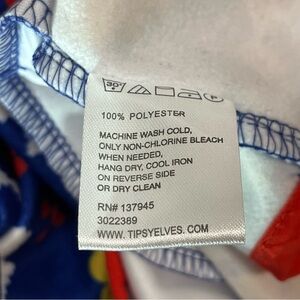 30°
P
100% POLYESTER
MACHINE WASH COLD,
ONLY NON-CHLORINE BLEACH
WHEN NEEDED,
HANG DRY, COOL IRON
ON REVERSE SIDE
OR DRY CLEAN
RN# 137945
3022389
WWW. TIPSYELVES. COM